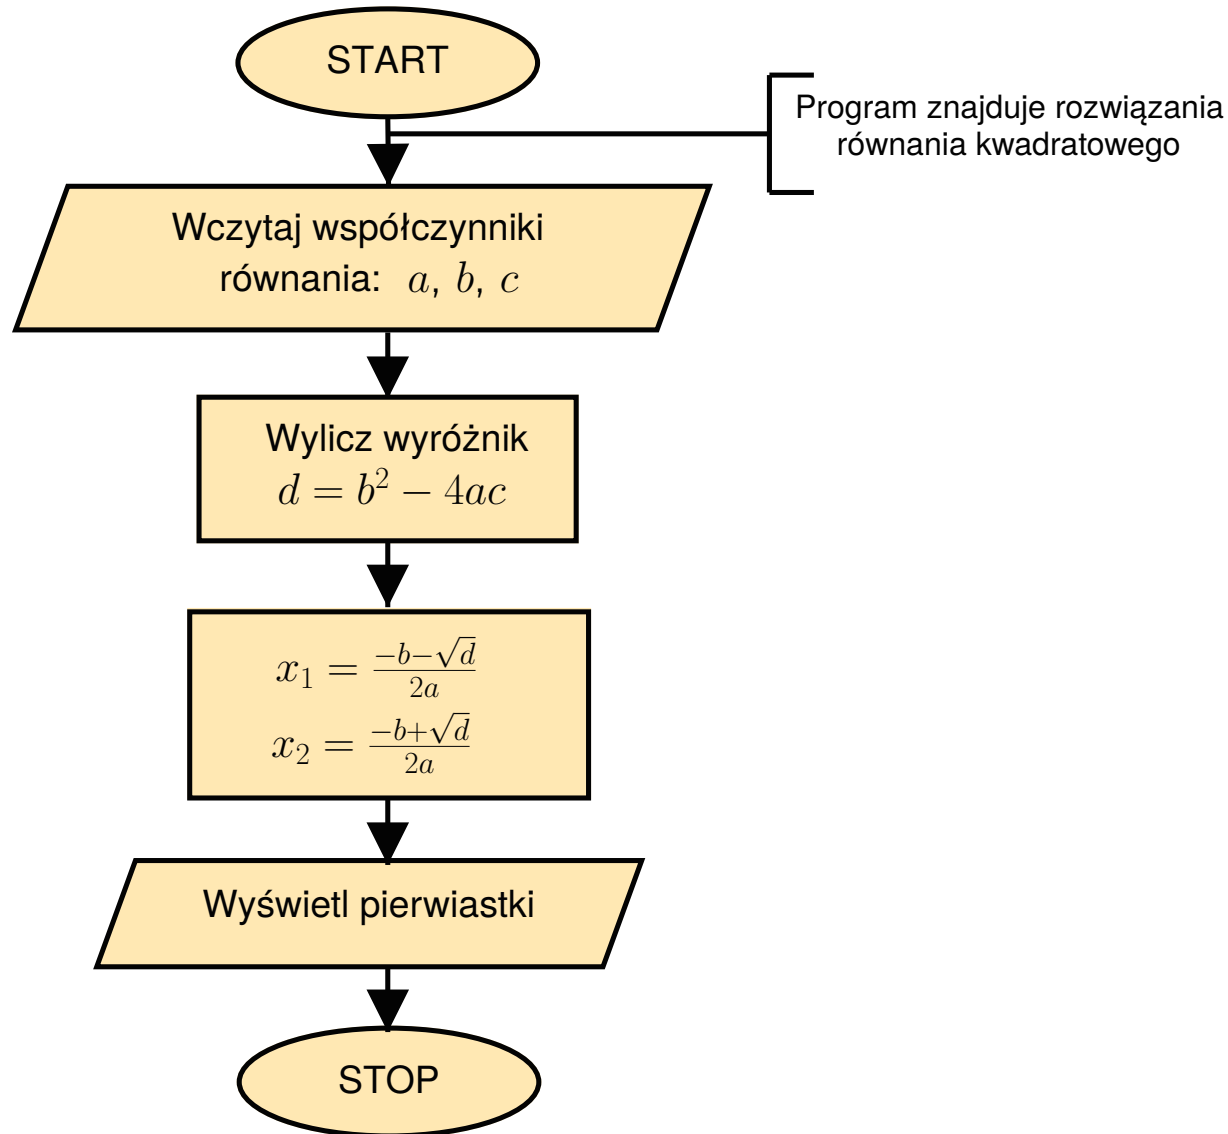 START
Program znajduje rozwiązania
równania kwadratowego
Wczytaj współczynniki
równania: a, b, c
Wylicz wyróżnik
d = b² − 4ac
x₁ = (−b−√d)/(2a)
x₂ = (−b+√d)/(2a)
Wyświetl pierwiastki
STOP